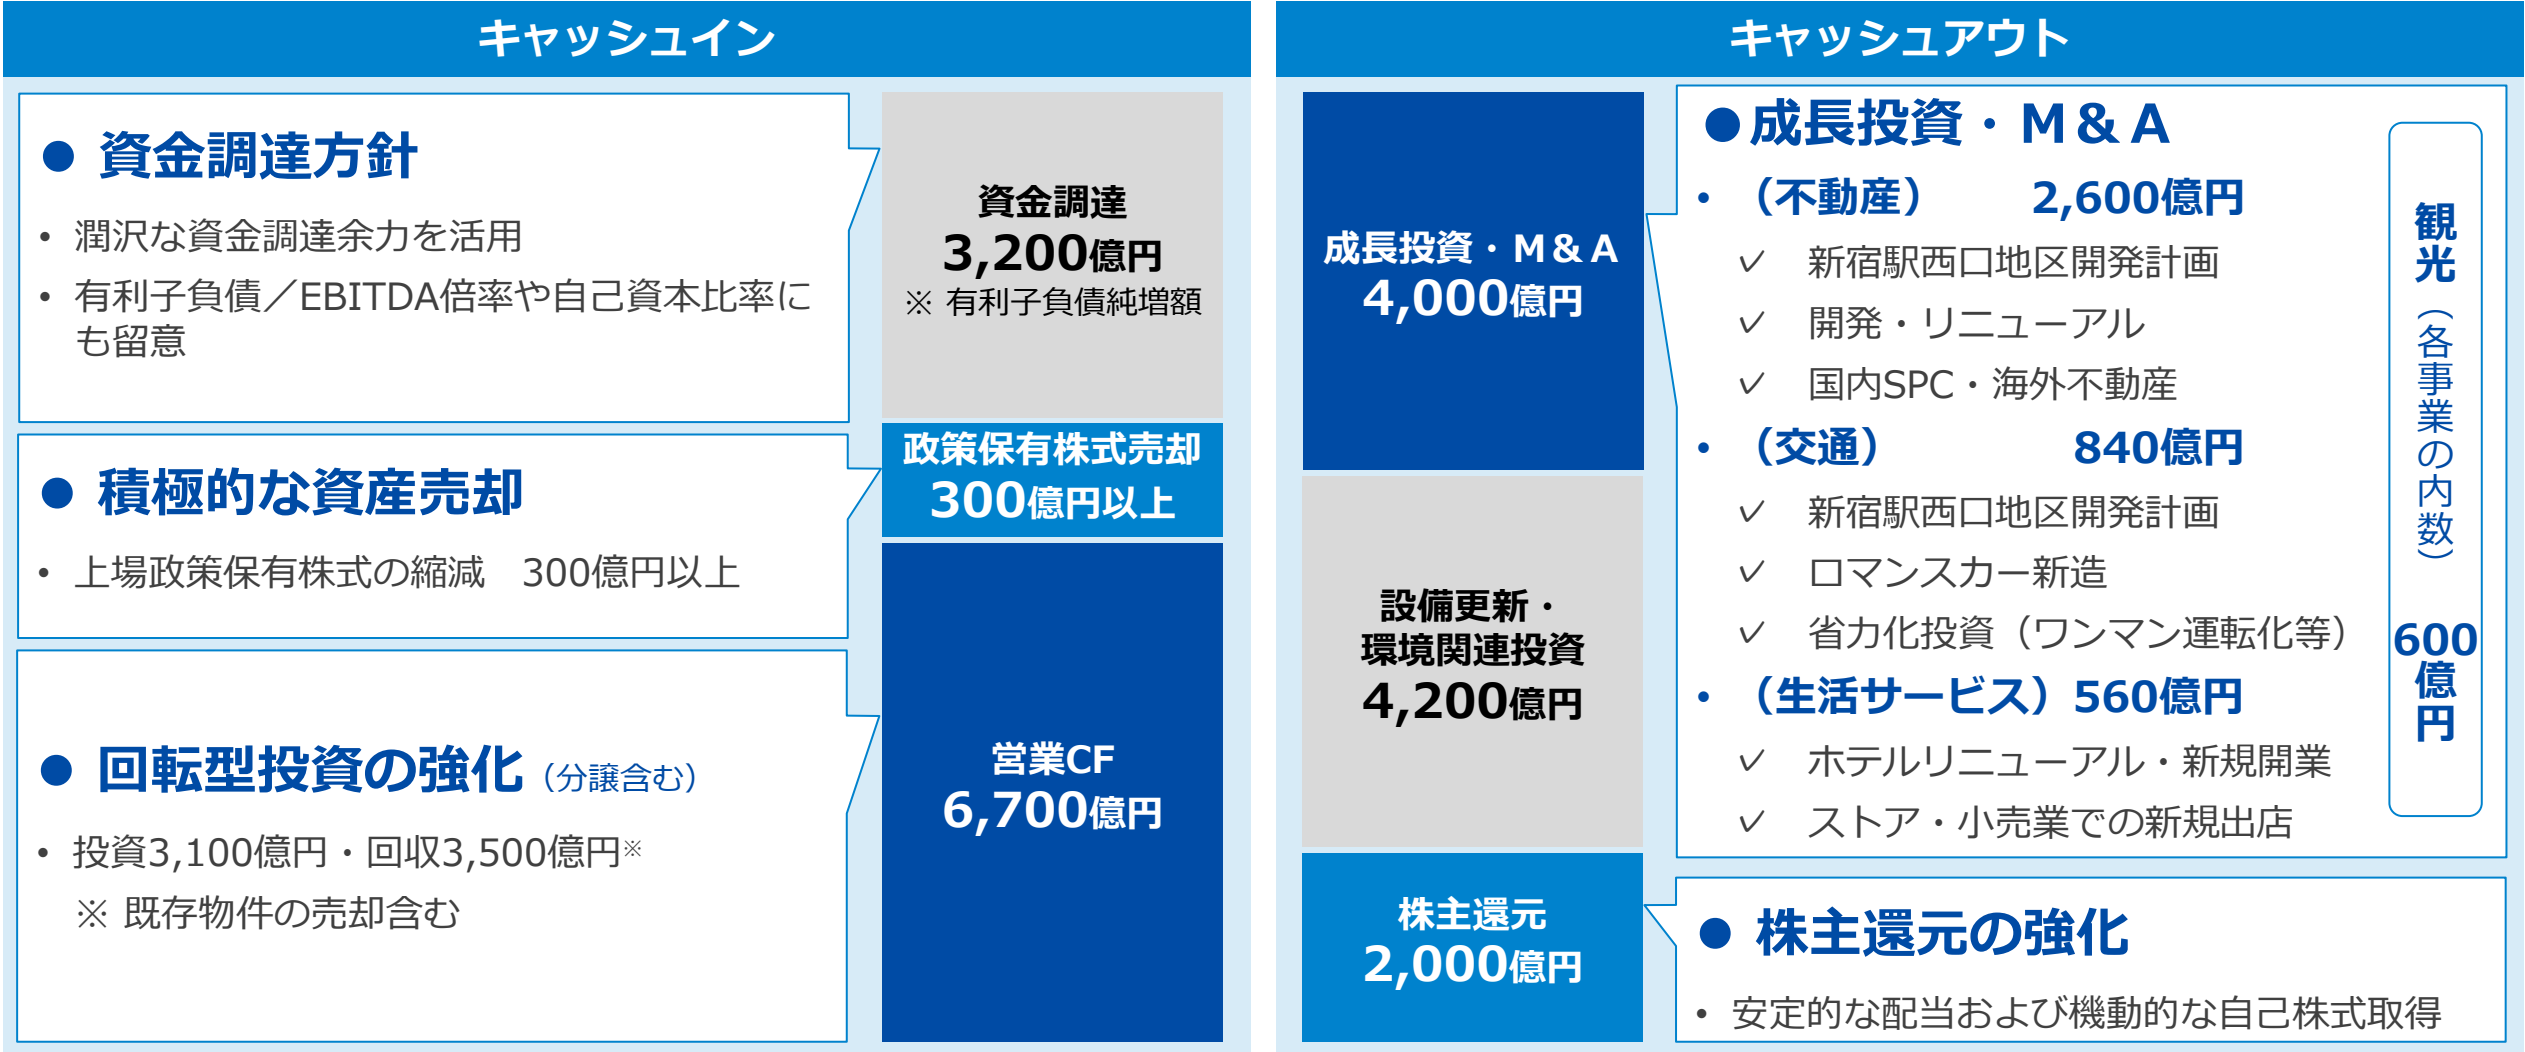 キャッシュイン
● 資金調達方針
• 潤沢な資金調達余力を活用
• 有利子負債／EBITDA倍率や自己資本比率に
も留意
資金調達
3,200億円
※ 有利子負債純増額
● 積極的な資産売却
• 上場政策保有株式の縮減　300億円以上
政策保有株式売却
300億円以上
● 回転型投資の強化（分譲含む）
• 投資3,100億円・回収3,500億円※
※ 既存物件の売却含む
営業CF
6,700億円
キャッシュアウト
成長投資・Ｍ＆Ａ
4,000億円
●成長投資・Ｍ＆Ａ
• （不動産）　　2,600億円
✓ 新宿駅西口地区開発計画
✓ 開発・リニューアル
✓ 国内SPC・海外不動産
• （交通）　　　　840億円
✓ 新宿駅西口地区開発計画
✓ ロマンスカー新造
✓ 省力化投資（ワンマン運転化等）
• （生活サービス）560億円
✓ ホテルリニューアル・新規開業
✓ ストア・小売業での新規出店
観光（各事業の内数）　600億円
設備更新・
環境関連投資
4,200億円
株主還元
2,000億円
● 株主還元の強化
• 安定的な配当および機動的な自己株式取得